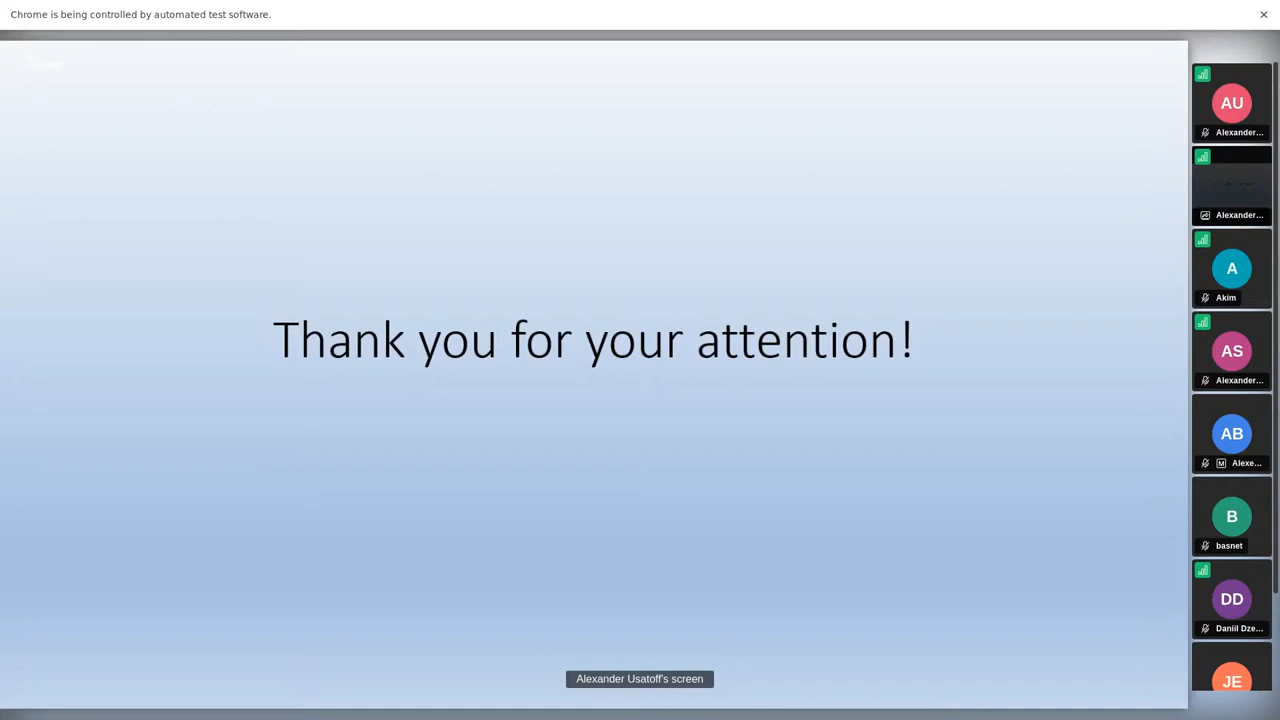 Chrome is being controlled by automated test software.
Thank you for your attention!
Alexander Usatoff's screen
AU
Alexander...
Alexander...
A
Akim
AS
Alexander...
AB
M Alexe...
B
basnet
DD
Daniil Dze...
JE